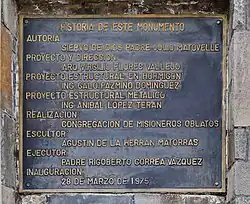 HISTORIA DE ESTE MONUMENTO
AUTORIA
SIERVO DE DIOS PADRE JULIO MATOVELLE
PROYECTO Y DIRECCION
ARQ VIRGILIO FLORES VALLEJO
PROYECTO ESTRUCTURAL EN HORMIGON
ING GALO PAZMIÑO DOMINGUEZ
PROYECTO ESTRUCTURAL METALICO
ING ANIBAL LOPEZ TERAN
REALIZACION
CONGREGACION DE MISIONEROS OBLATOS
ESCULTOR
AGUSTIN DE LA HERRAN MATORRAS
EJECUTOR
PADRE RIGOBERTO CORREA VAZQUEZ
INAUGURACION
28 DE MARZO DE 1975